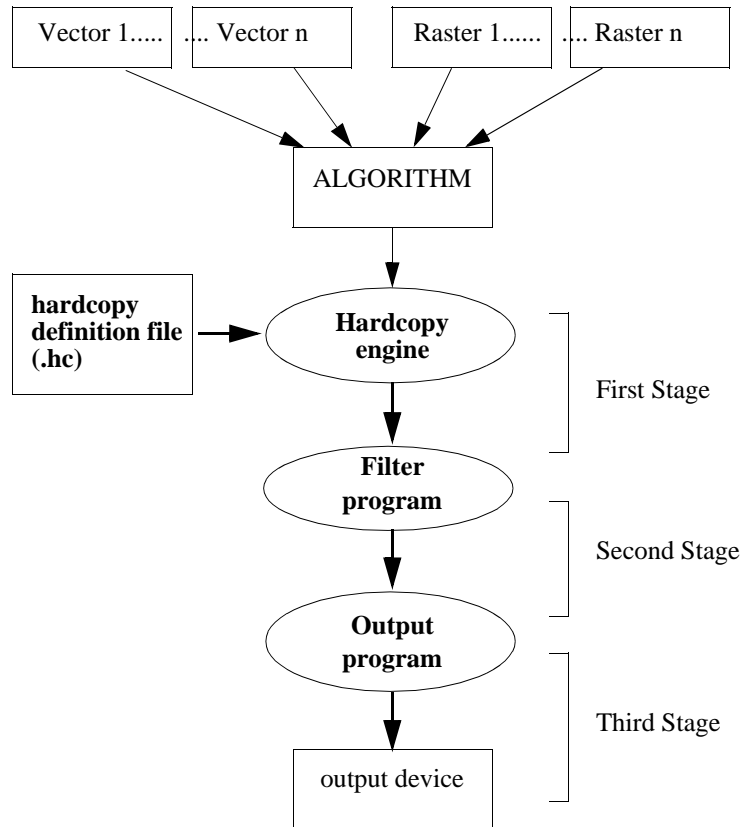 Vector 1..... .... Vector n Raster 1...... .... Raster n
ALGORITHM
hardcopy
definition file
(.hc)
Hardcopy
engine
First Stage
Filter
program
Second Stage
Output
program
Third Stage
output device